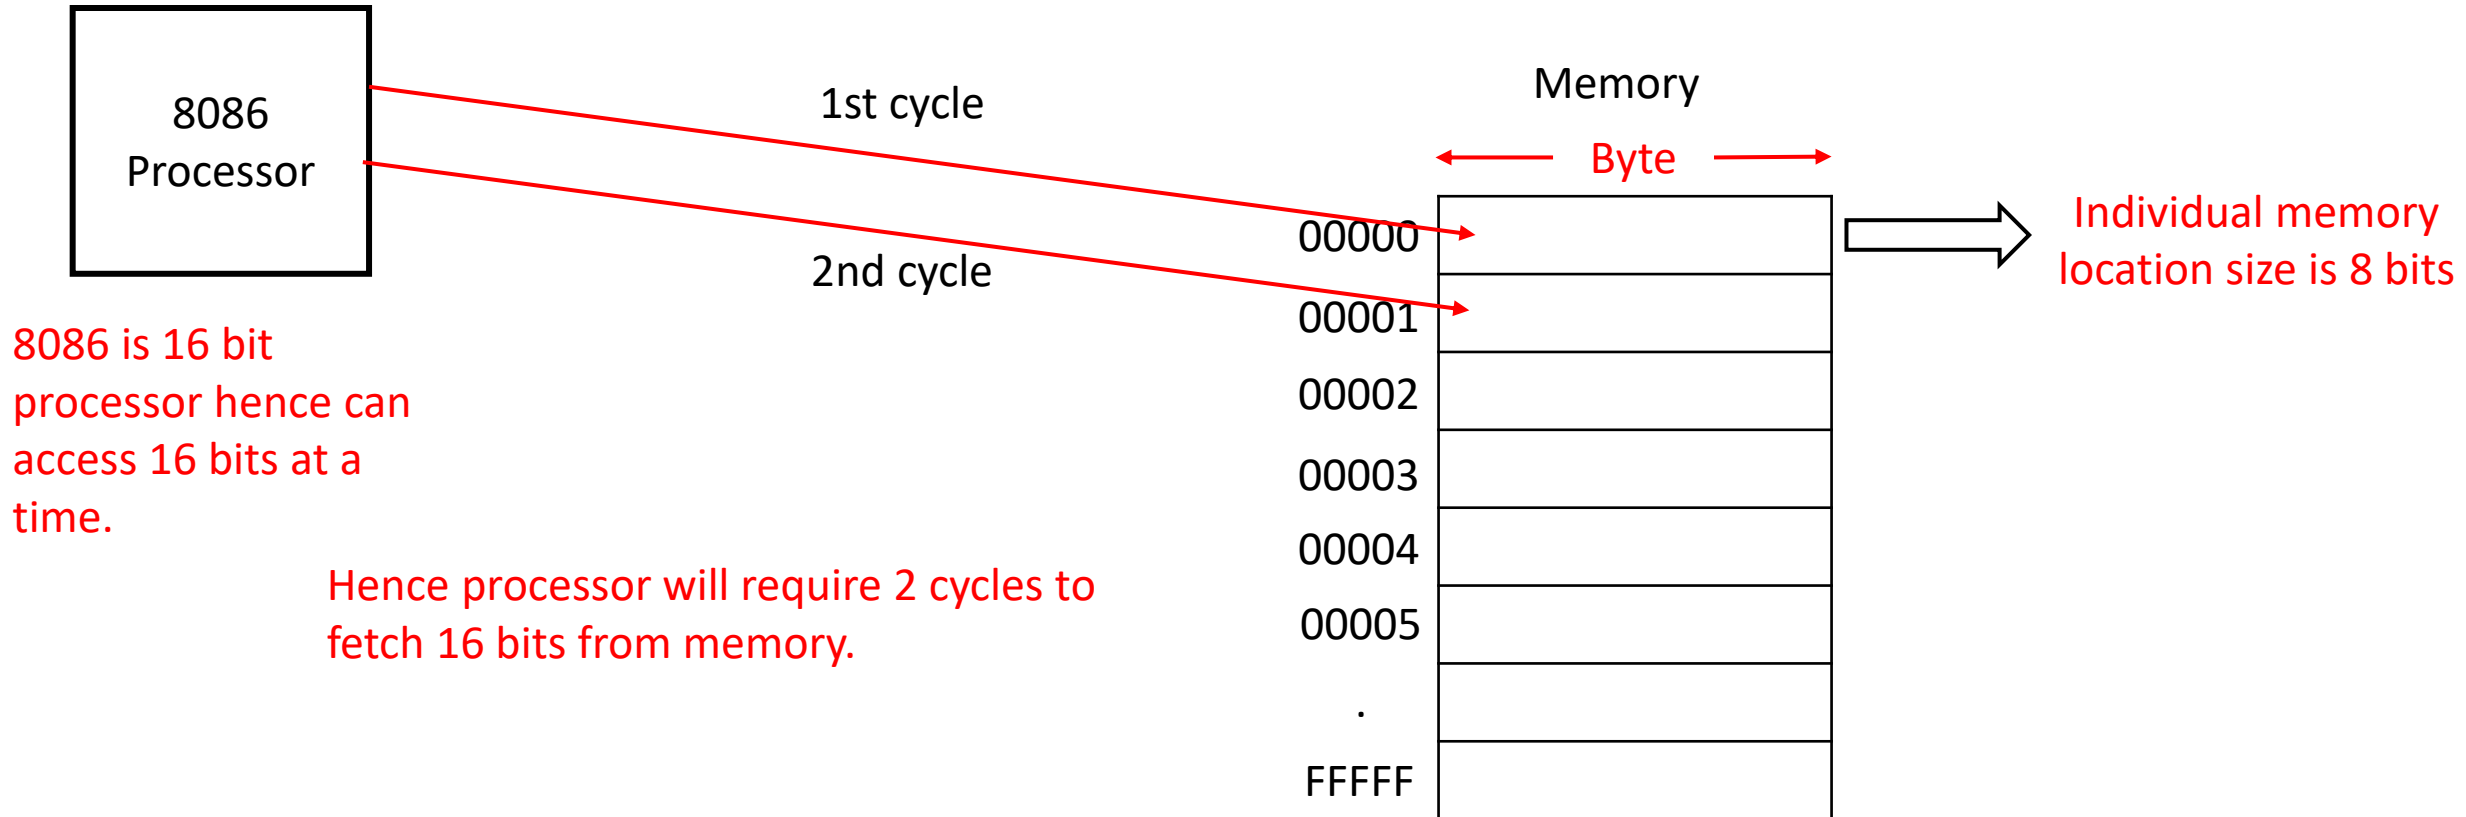 8086
Processor
1st cycle
2nd cycle
8086 is 16 bit
processor hence can
access 16 bits at a
time.
Hence processor will require 2 cycles to
fetch 16 bits from memory.
Memory
Byte
00000
00001
00002
00003
00004
00005
.
FFFFF
Individual memory
location size is 8 bits